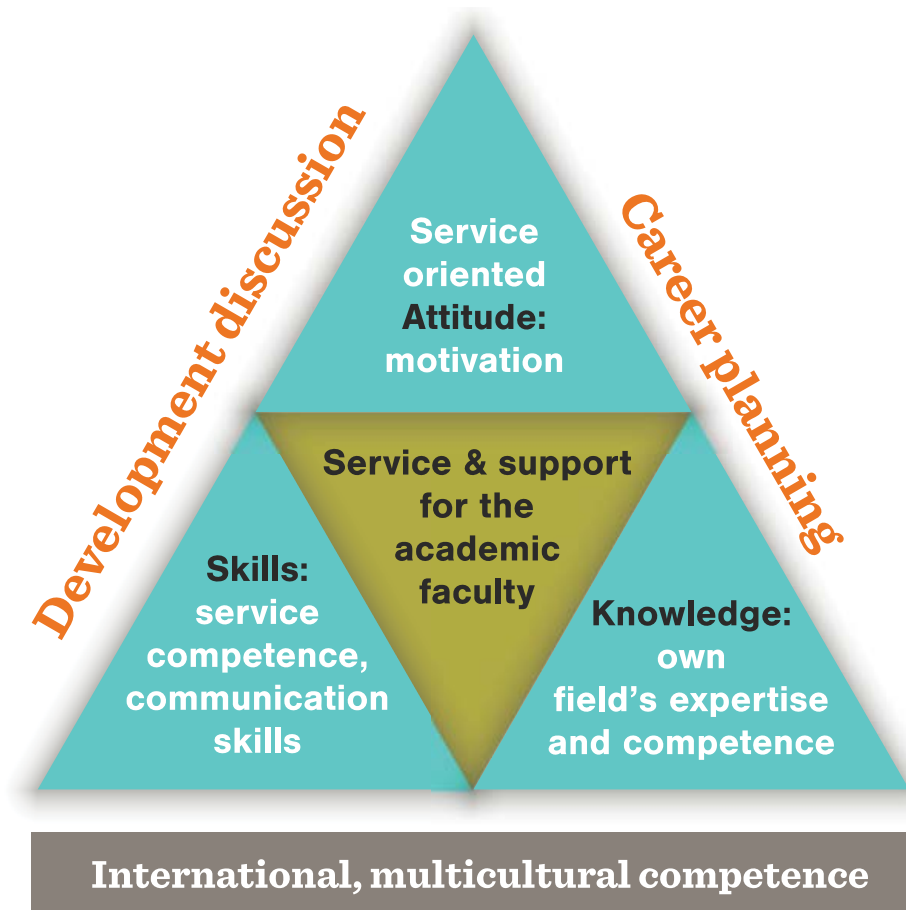 Development discussion
Career planning
Service
oriented
Attitude:
motivation
Service & support
for the
academic
faculty
Skills:
service
competence,
communication
skills
Knowledge:
own
field's expertise
and competence
International, multicultural competence